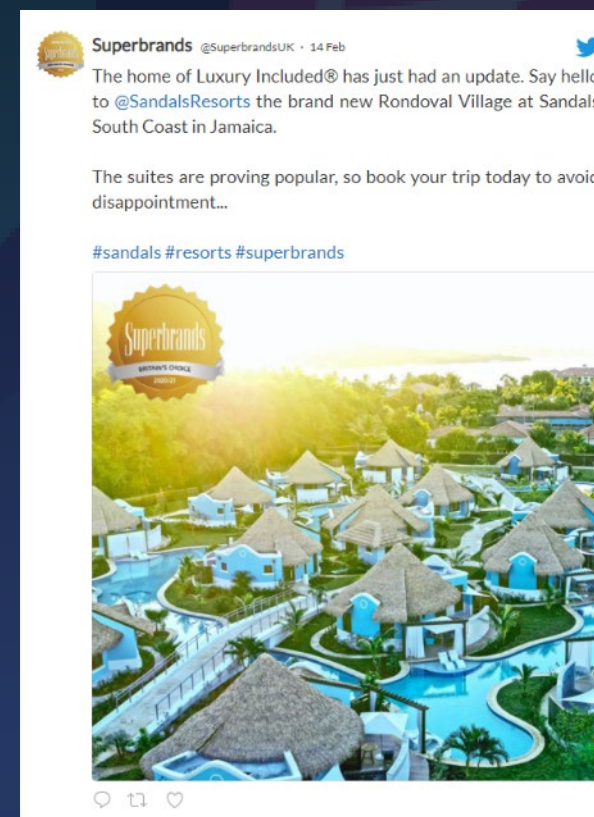 Superbrands @SuperbrandsUK · 14 Feb
The home of Luxury Included® has just had an update. Say hello
to @SandalsResorts the brand new Rondoval Village at Sandals
South Coast in Jamaica.
The suites are proving popular, so book your trip today to avoid
disappointment...
#sandals #resorts #superbrands
Superbrands
BRITAIN'S CHOICE
2020/21